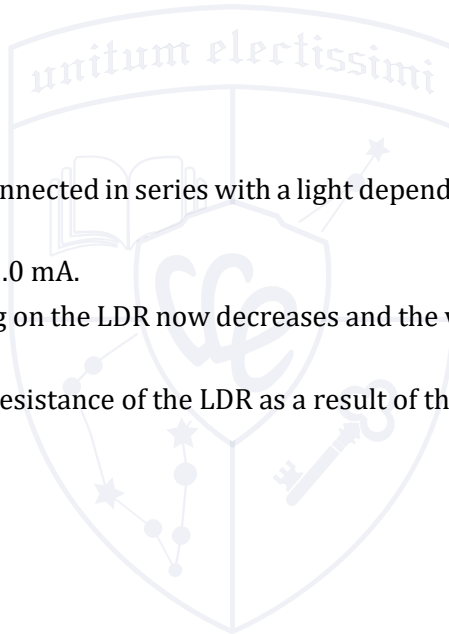 unitum electissimi
nnected in series with a light depend
.0 mA.
g on the LDR now decreases and the v
esistance of the LDR as a result of th